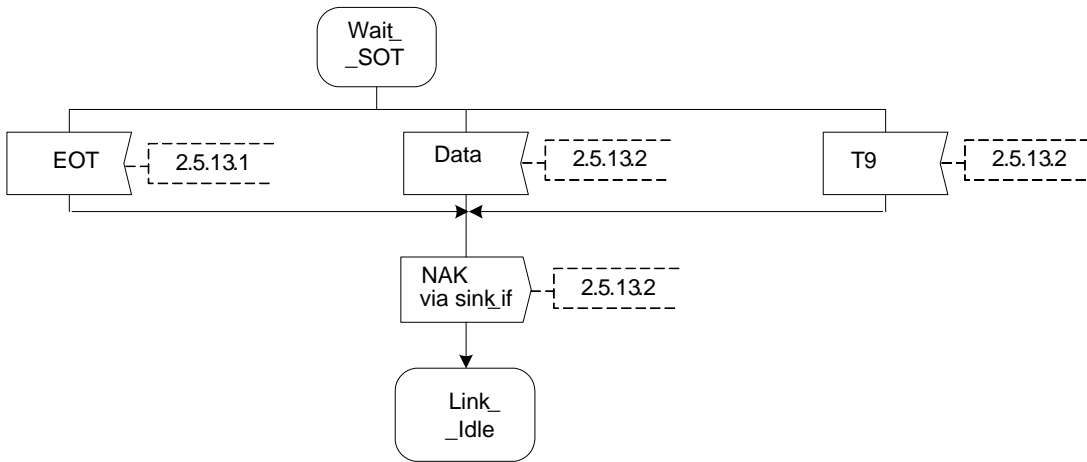 Wait_
_SOT
EOT
2.5.13.1
Data
2.5.13.2
T9
2.5.13.2
NAK
via sink_if
2.5.13.2
Link_
_Idle